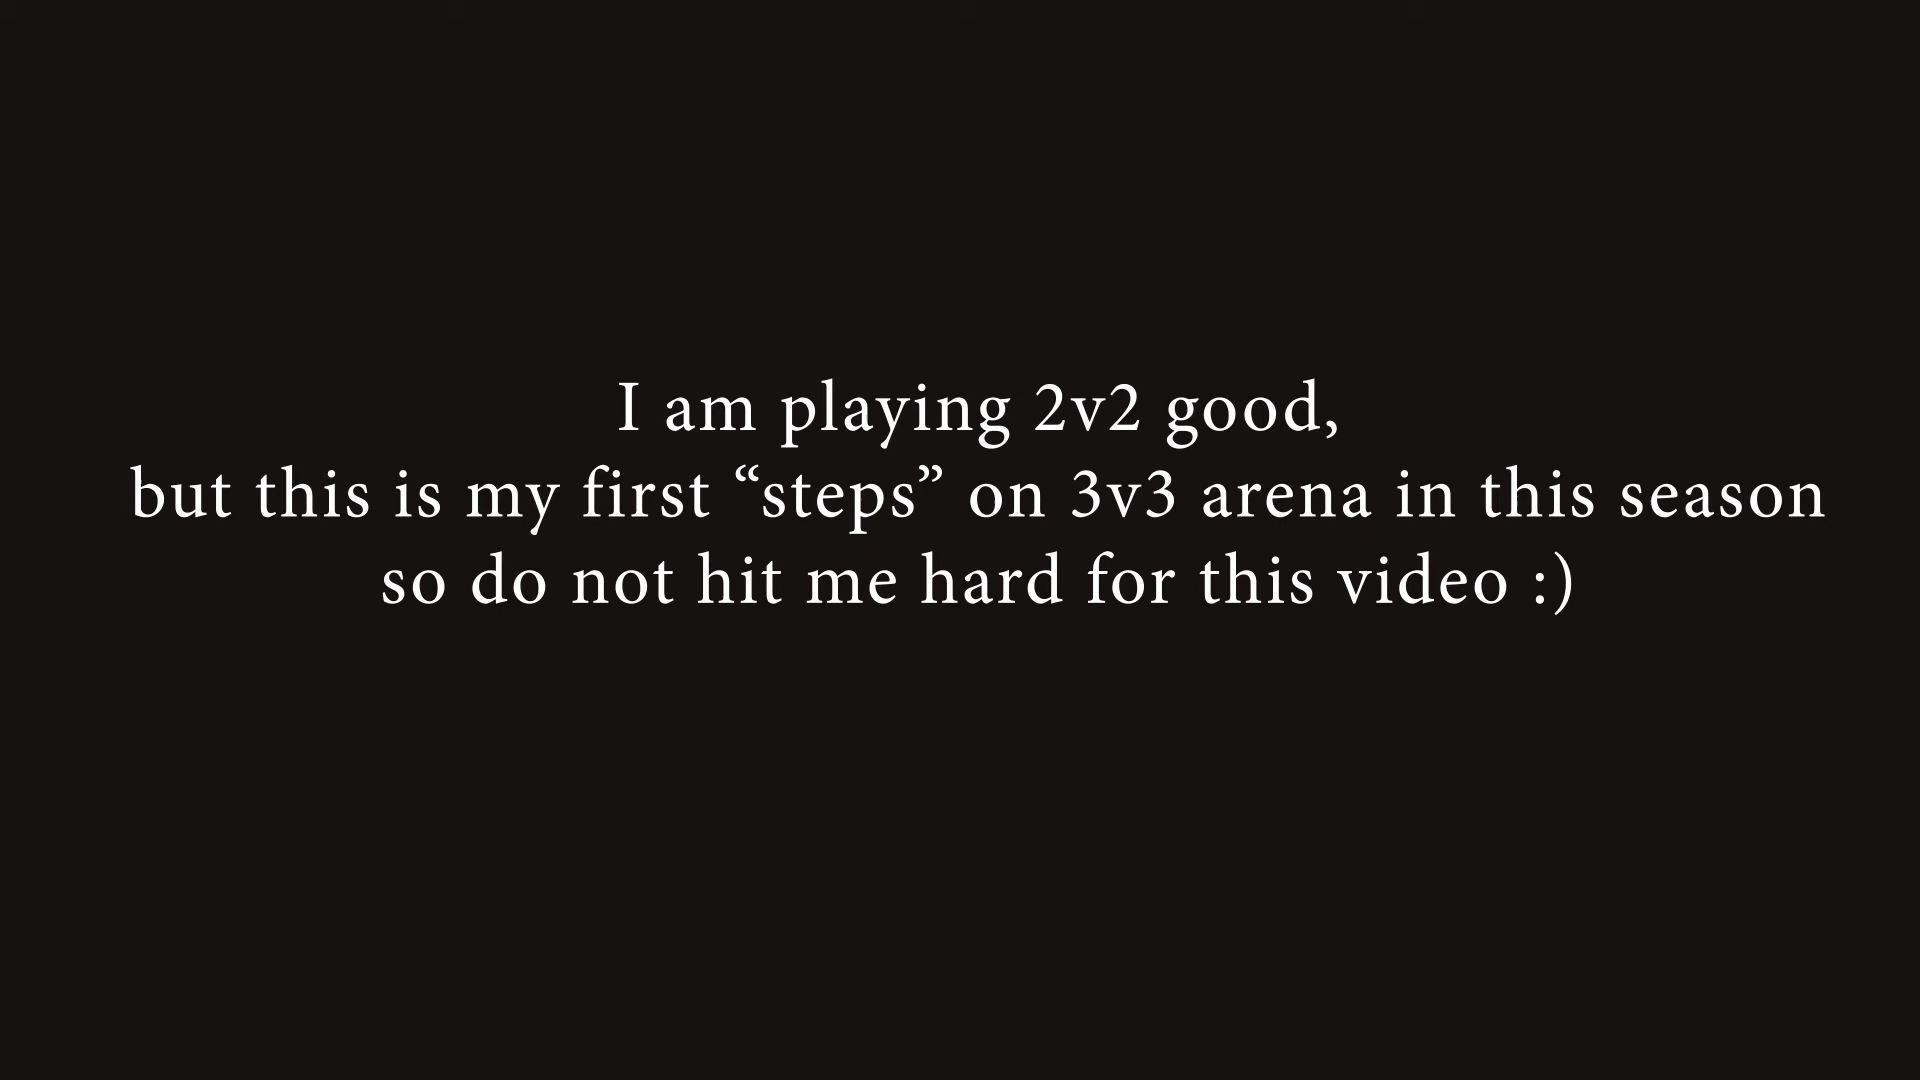 I am playing 2v2 good,
but this is my first “steps” on 3v3 arena in this season
so do not hit me hard for this video :)